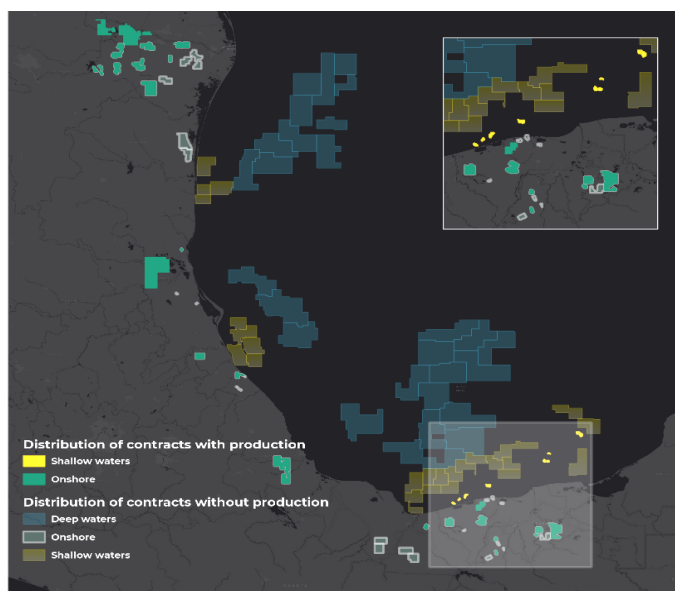 Distribution of contracts with production
Shallow waters
Onshore
Distribution of contracts without production
Deep waters
Onshore
Shallow waters